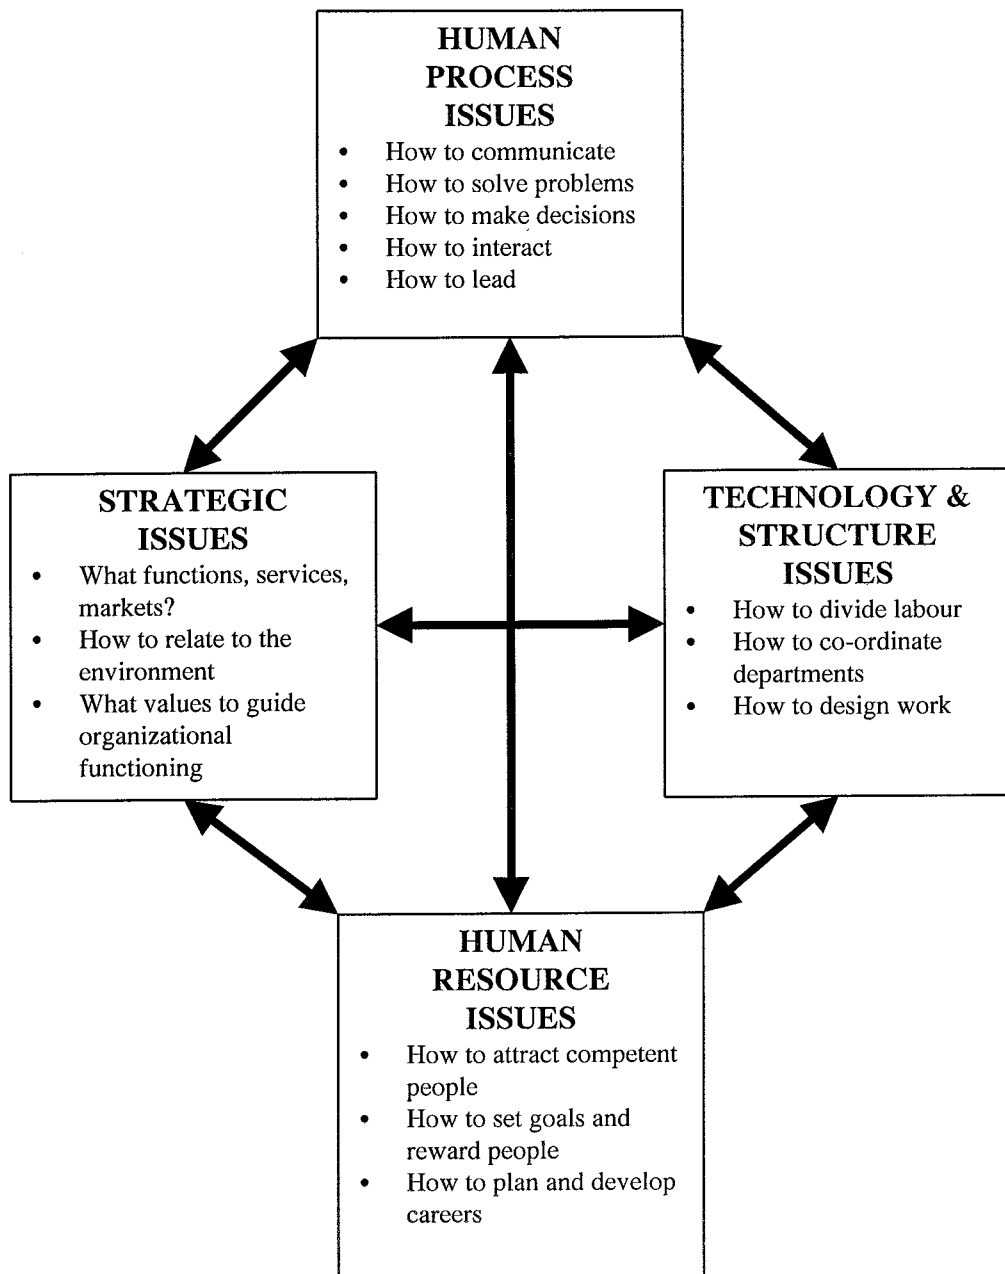 HUMAN
PROCESS
ISSUES
• How to communicate
• How to solve problems
• How to make decisions
• How to interact
• How to lead
STRATEGIC
ISSUES
• What functions, services,
markets?
• How to relate to the
environment
• What values to guide
organizational
functioning
TECHNOLOGY &
STRUCTURE
ISSUES
• How to divide labour
• How to co-ordinate
departments
• How to design work
HUMAN
RESOURCE
ISSUES
• How to attract competent
people
• How to set goals and
reward people
• How to plan and develop
careers